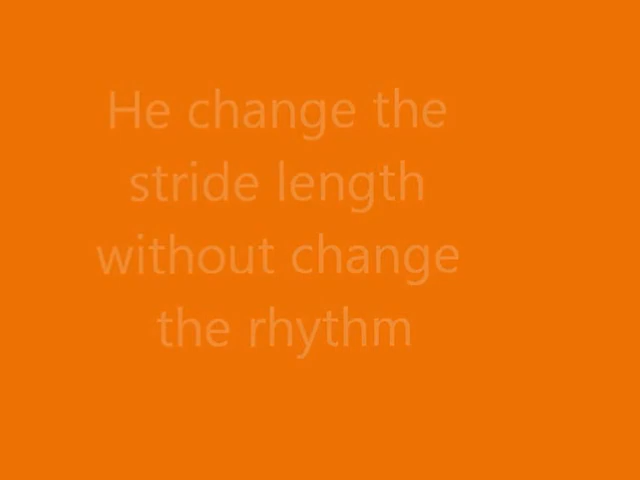 He change the
stride length
without change
the rhythm